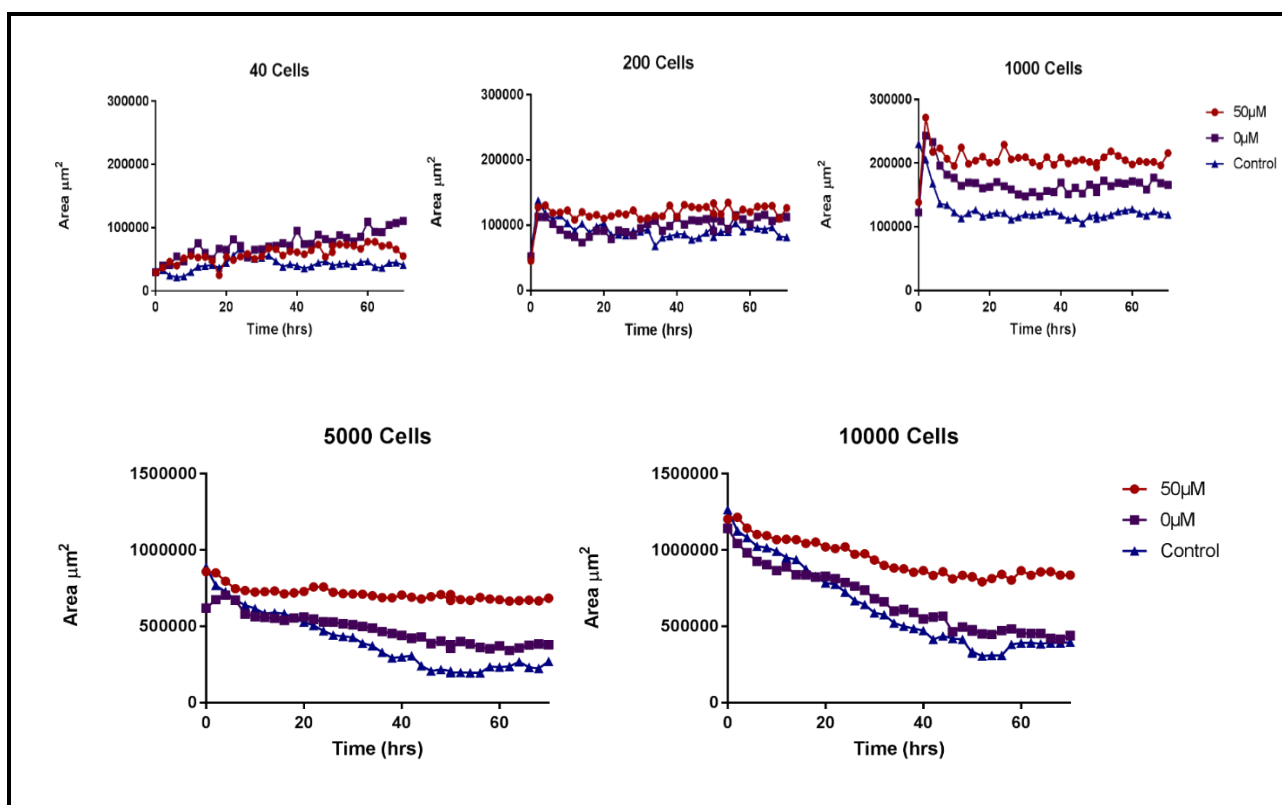 40 Cells
300000
200000
100000
0
Area μm²
0
20
40
60
Time (hrs)
200 Cells
300000
200000
100000
0
Area μm²
0
20
40
60
Time (hrs)
1000 Cells
300000
200000
100000
0
Area μm²
0
20
40
60
Time (hrs)
50μM
0μM
Control
5000 Cells
1500000
1000000
500000
0
Area μm²
0
20
40
60
Time (hrs)
10000 Cells
1500000
1000000
500000
0
Area μm²
0
20
40
60
Time (hrs)
50μM
0μM
Control